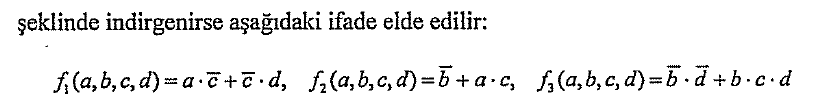 şeklinde indirgenirse aşağıdaki ifade elde edilir:
f₁(a,b,c,d)=a·c̅+c̅·d, f₂(a,b,c,d)=b̅+a·c, f₃(a,b,c,d)=b̅·d̅+b·c·d